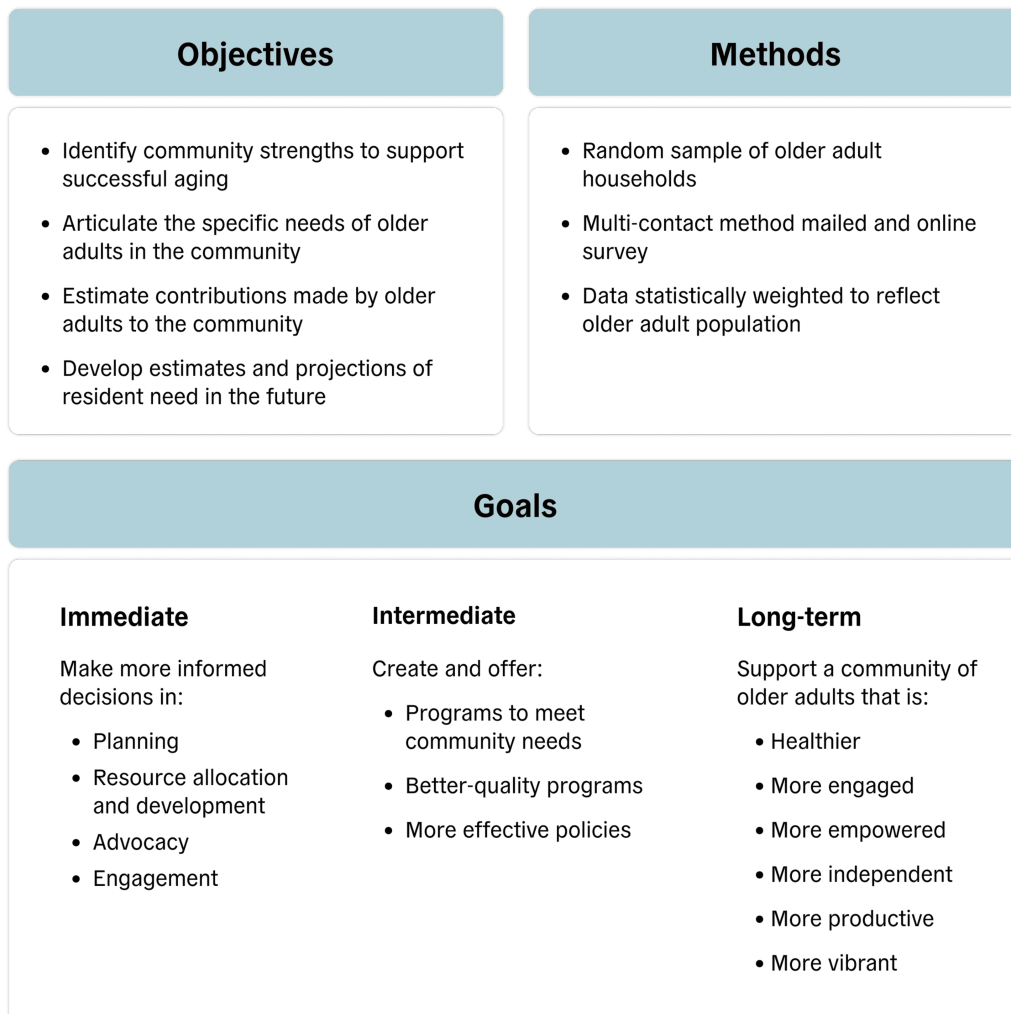 Objectives
• Identify community strengths to support
successful aging
• Articulate the specific needs of older
adults in the community
• Estimate contributions made by older
adults to the community
• Develop estimates and projections of
resident need in the future
Methods
• Random sample of older adult
households
• Multi-contact method mailed and online
survey
• Data statistically weighted to reflect
older adult population
Goals
Immediate
Make more informed
decisions in:
• Planning
• Resource allocation
and development
• Advocacy
• Engagement
Intermediate
Create and offer:
• Programs to meet
community needs
• Better-quality programs
• More effective policies
Long-term
Support a community of
older adults that is:
• Healthier
• More engaged
• More empowered
• More independent
• More productive
• More vibrant